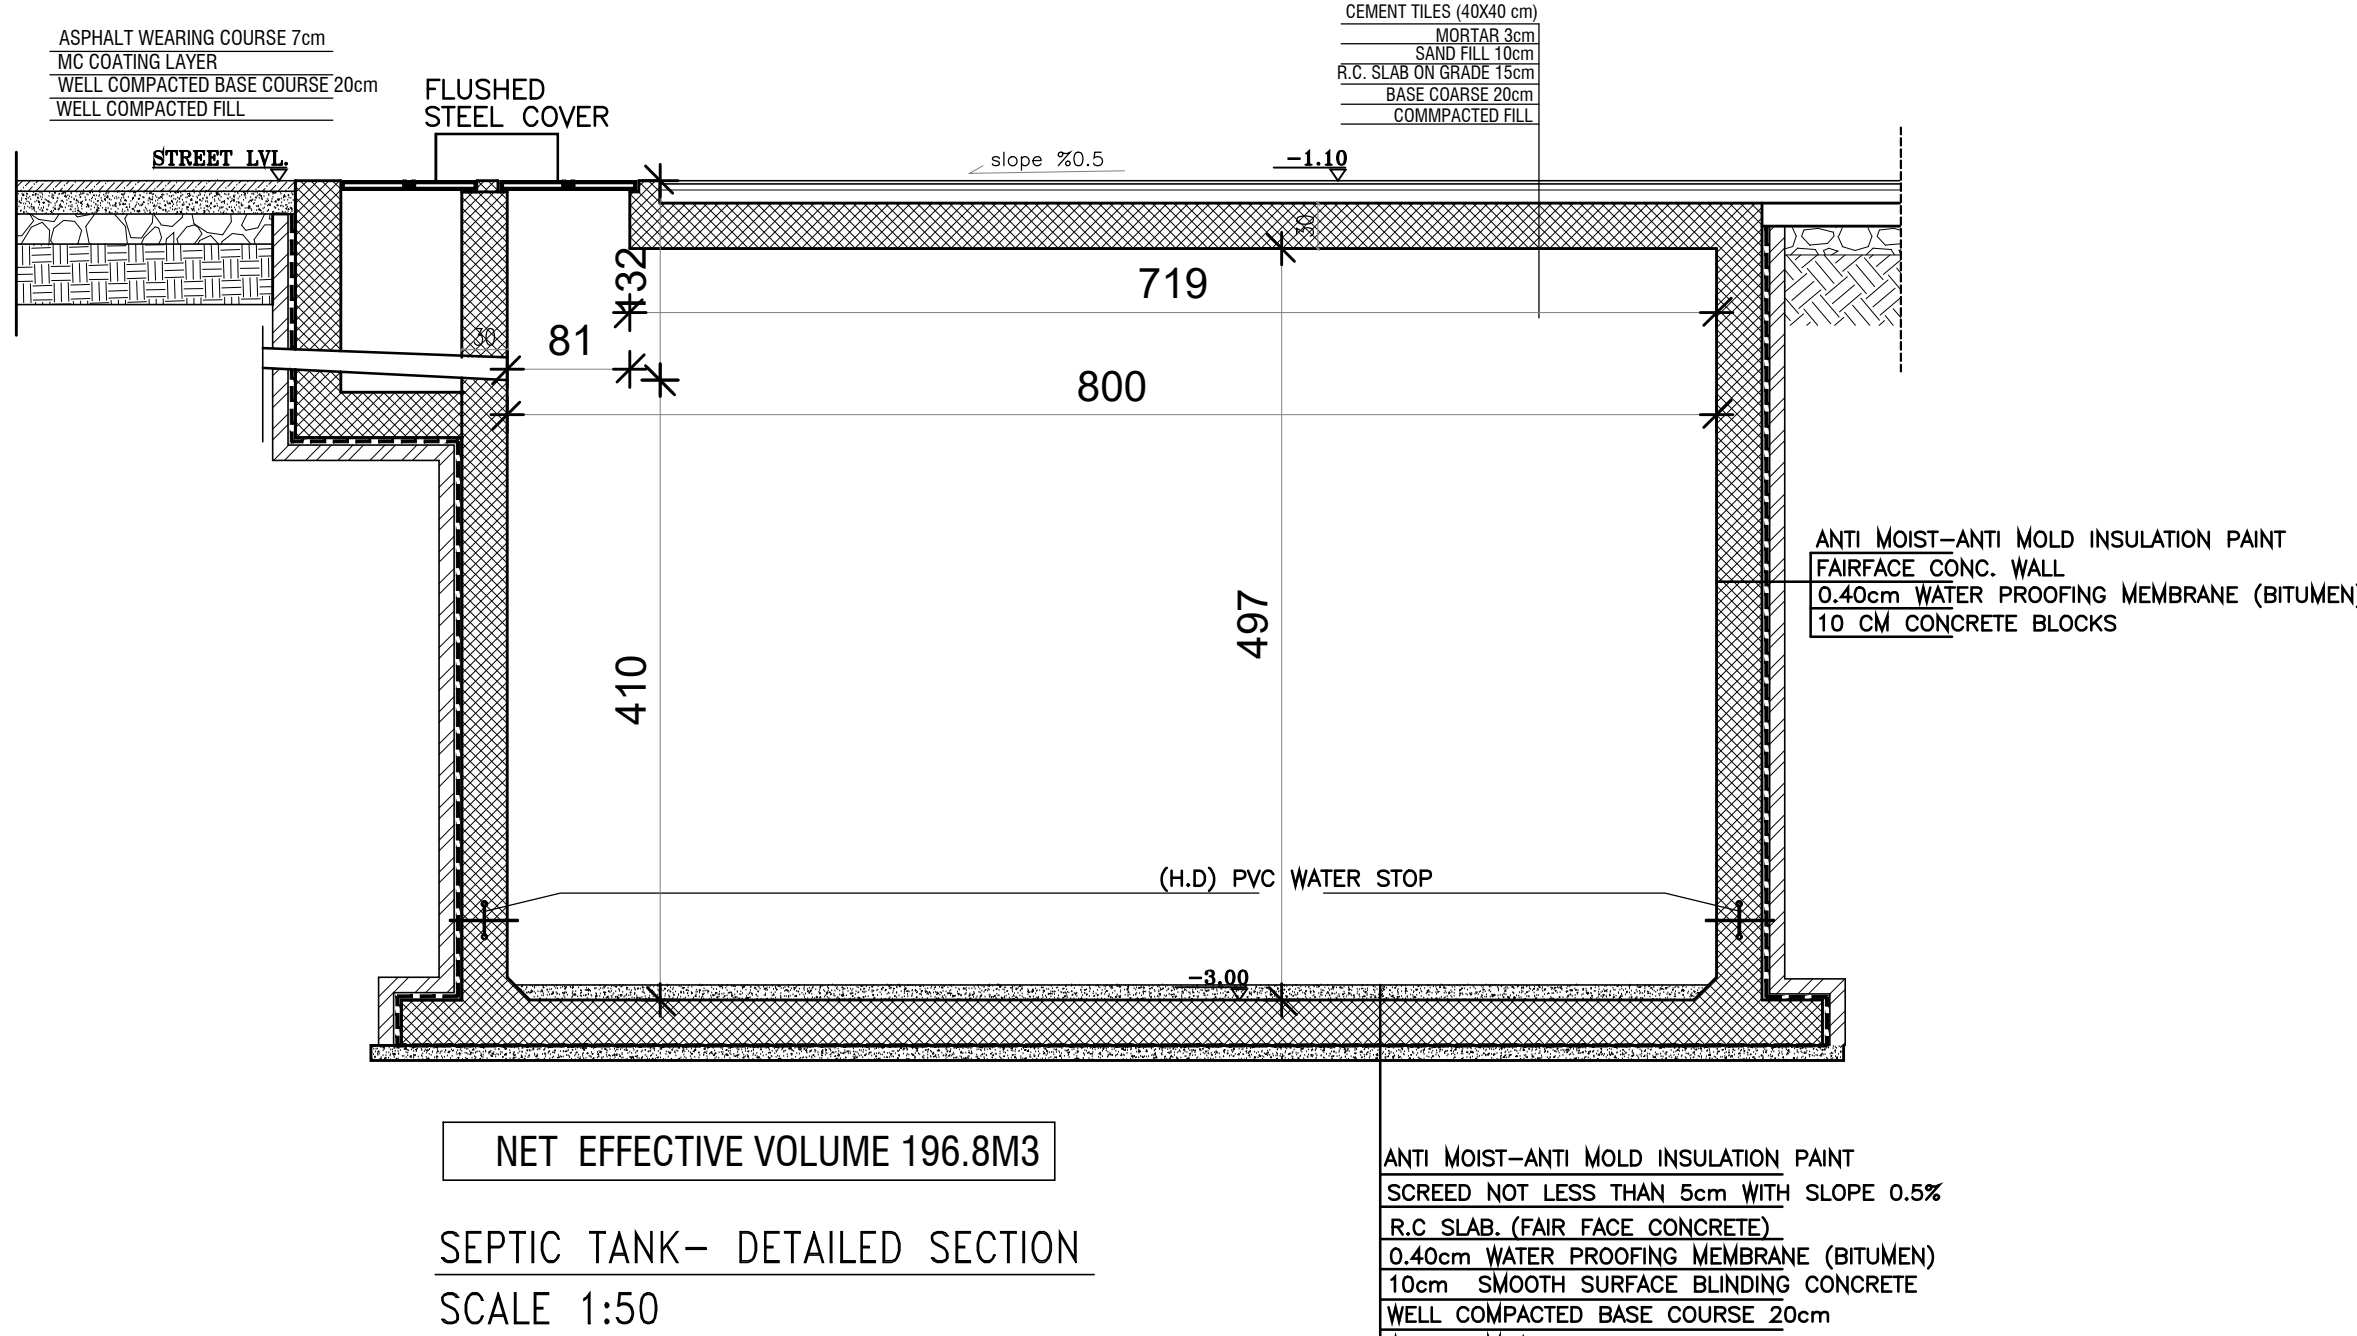 ASPHALT WEARING COURSE 7cm
MC COATING LAYER
WELL COMPACTED BASE COURSE 20cm
WELL COMPACTED FILL
FLUSHED
STEEL COVER
STREET LVL.
CEMENT TILES (40X40 cm)
MORTAR 3cm
SAND FILL 10cm
R.C. SLAB ON GRADE 15cm
BASE COARSE 20cm
COMMPACTED FILL
slope %0.5
-1.10
30
719
30
81
800
410
497
ANTI MOIST-ANTI MOLD INSULATION PAINT
FAIRFACE CONC. WALL
0.40cm WATER PROOFING MEMBRANE (BITUMEN)
10 CM CONCRETE BLOCKS
(H.D) PVC WATER STOP
-3.00
NET EFFECTIVE VOLUME 196.8M3
SEPTIC TANK- DETAILED SECTION
SCALE 1:50
ANTI MOIST-ANTI MOLD INSULATION PAINT
SCREED NOT LESS THAN 5cm WITH SLOPE 0.5%
R.C SLAB. (FAIR FACE CONCRETE)
0.40cm WATER PROOFING MEMBRANE (BITUMEN)
10cm SMOOTH SURFACE BLINDING CONCRETE
WELL COMPACTED BASE COURSE 20cm